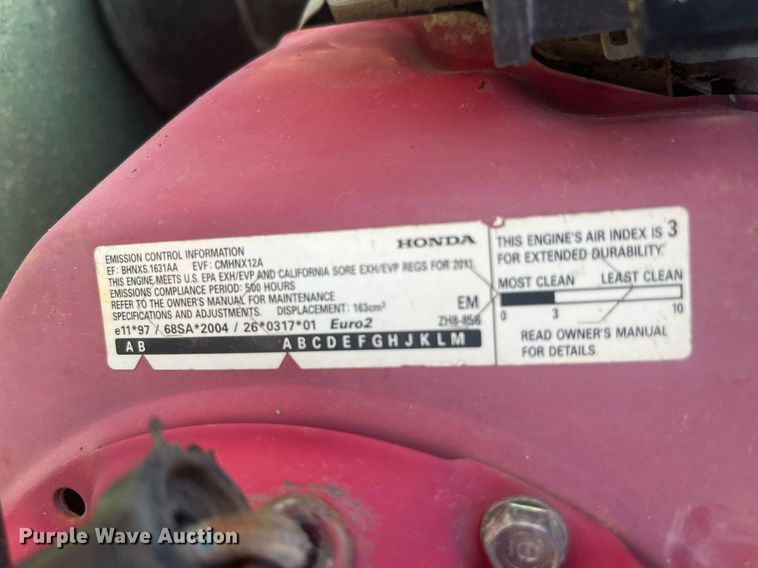 EMISSION CONTROL INFORMATION HONDA
EF: BHNXS.1631AA EVF: CMHNX12A
THIS ENGINE MEETS U.S. EPA EXH/EVP AND CALIFORNIA SORE EXH/EVP REGS FOR 2011
EMISSIONS COMPLIANCE PERIOD: 500 HOURS
REFER TO THE OWNER'S MANUAL FOR MAINTENANCE
SPECIFICATIONS AND ADJUSTMENTS. DISPLACEMENT: 163cm³ EM
e11*97 / 68SA*2004 / 26*0317*01 Euro2 ZH8-856
A B A B C D E F G H J K L M
THIS ENGINE'S AIR INDEX IS 3
FOR EXTENDED DURABILITY.
MOST CLEAN LEAST CLEAN
0 3 10
READ OWNER'S MANUAL
FOR DETAILS.
Purple Wave Auction